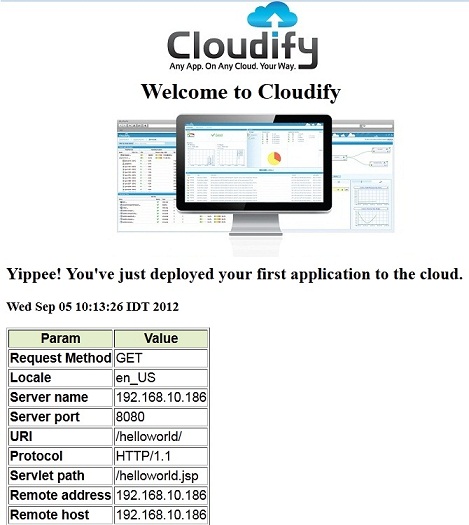 Cloudify
Any App. On Any Cloud. Your Way.
Welcome to Cloudify
Yippee! You've just deployed your first application to the cloud.
Wed Sep 05 10:13:26 IDT 2012
Param Value
Request Method GET
Locale en_US
Server name 192.168.10.186
Server port 8080
URI /helloworld/
Protocol HTTP/1.1
Servlet path /helloworld.jsp
Remote address 192.168.10.186
Remote host 192.168.10.186